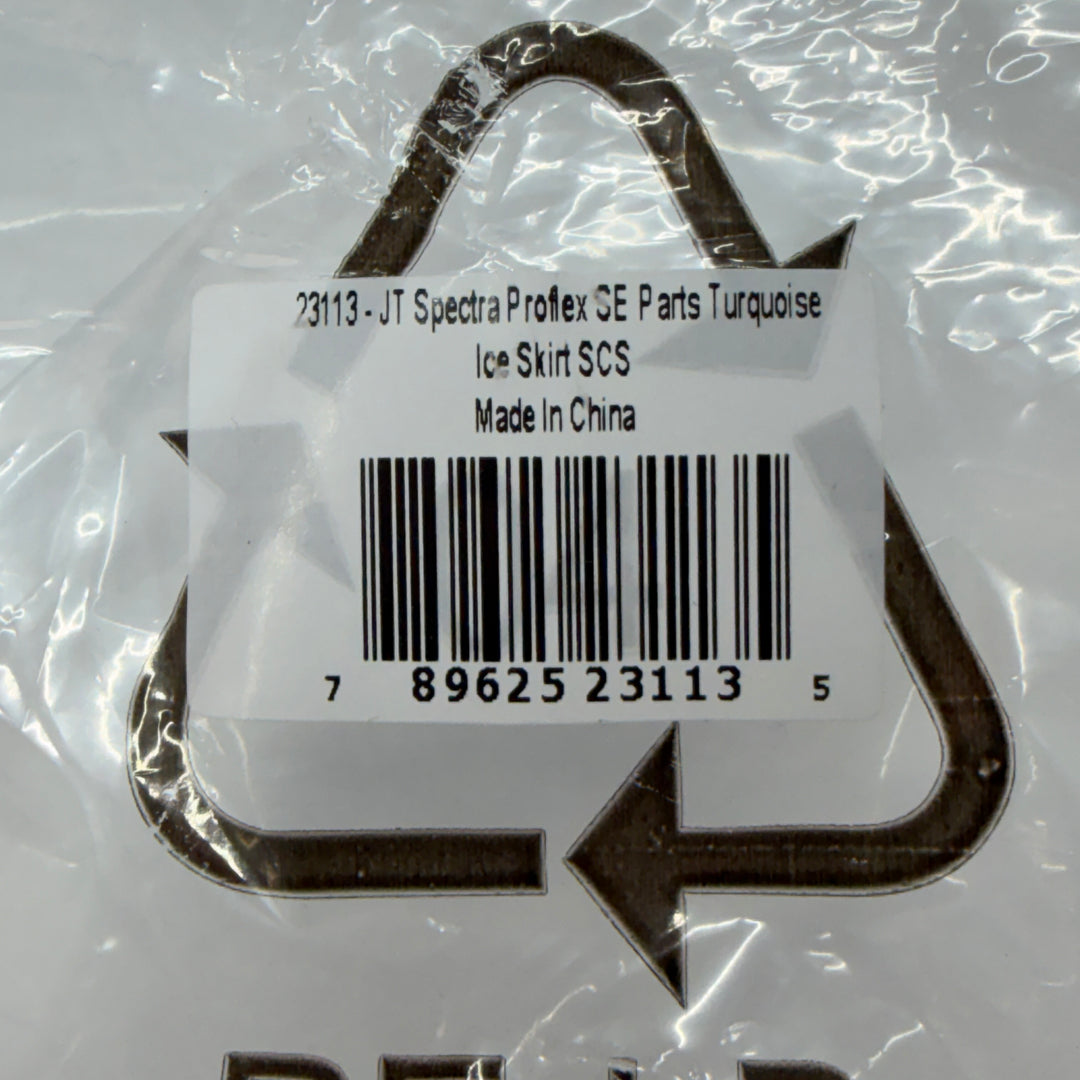 23113 - JT Spectra Proflex SE Parts Turquoise
Ice Skirt SCS
Made In China
7 89625 23113 5